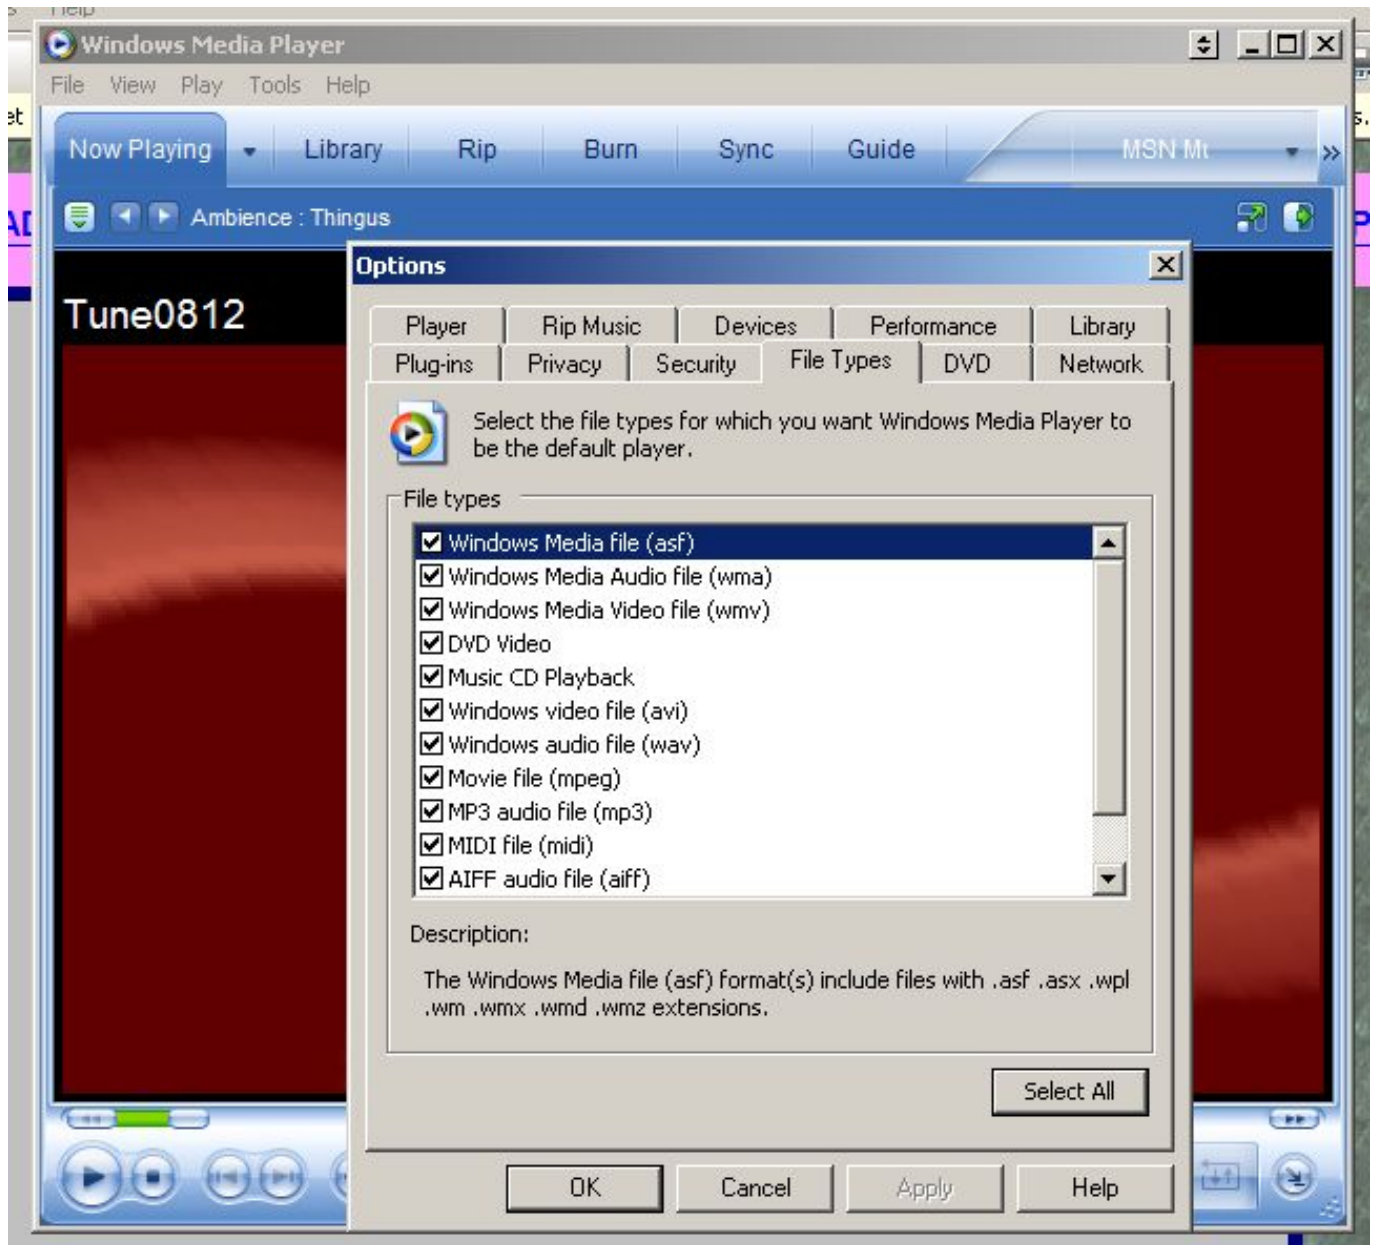 Help
Windows Media Player
File View Play Tools Help
et
s.
Now Playing Library Rip Burn Sync Guide MSN Mu
Ambience : Thingus
Options
Tune0812
Player Rip Music Devices Performance Library
Plug-ins Privacy Security File Types DVD Network
Select the file types for which you want Windows Media Player to
be the default player.
File types
Windows Media file (asf)
Windows Media Audio file (wma)
Windows Media Video file (wmv)
DVD Video
Music CD Playback
Windows video file (avi)
Windows audio file (wav)
Movie file (mpeg)
MP3 audio file (mp3)
MIDI file (midi)
AIFF audio file (aiff)
Description:
The Windows Media file (asf) format(s) include files with .asf .asx .wpl
.wm .wmx .wmd .wmz extensions.
Select All
OK Cancel Apply Help